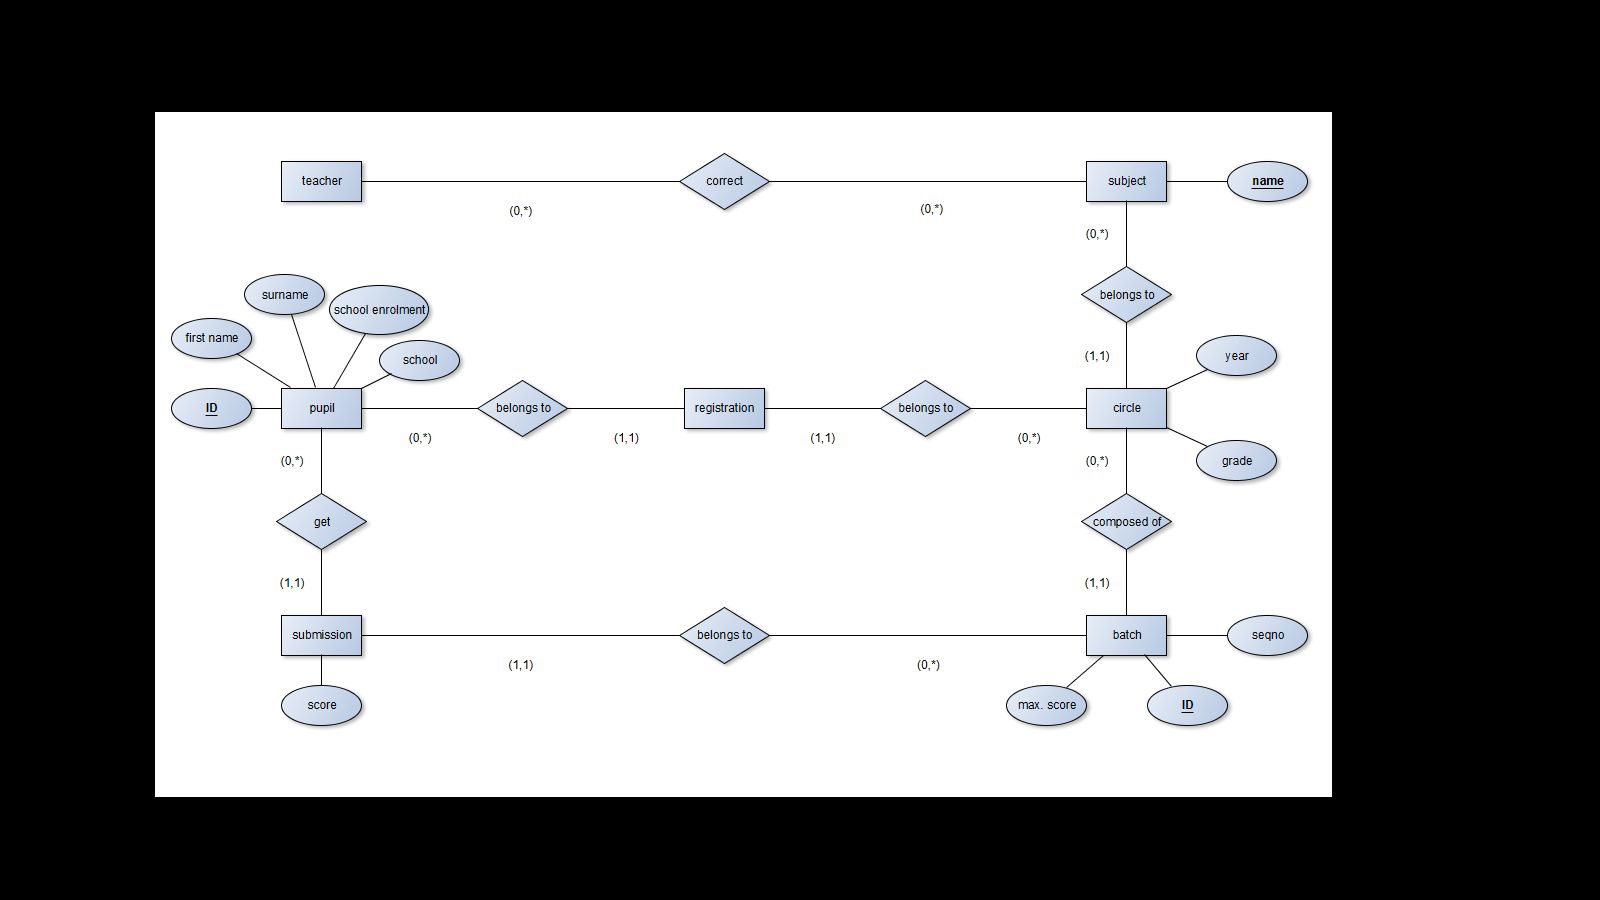 teacher
correct
subject
name
(0,*)
(0,*)
(0,*)
surname
school enrolment
belongs to
first name
school
(1,1)
year
ID
pupil
belongs to
registration
belongs to
circle
(0,*)
(1,1)
(1,1)
(0,*)
(0,*)
(0,*)
grade
get
composed of
(1,1)
(1,1)
submission
belongs to
batch
seqno
(1,1)
(0,*)
score
max. score
ID